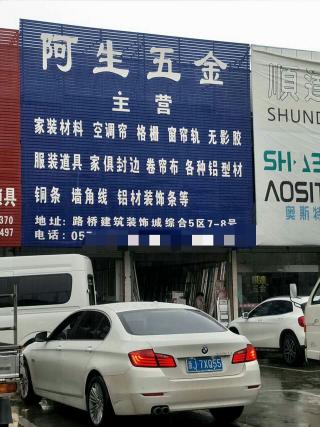 阿生五金
主营
家装材料 空调帘 格栅 窗帘轨 无影胶
服装道具 家俱封边 卷帘布 各种铝型材
铜条 墙角线 铝材装饰条等
地址: 路桥建筑装饰城综合5区7-8号
电话: 057
順達
SHUND
AOSIT
奥斯特
具
370
497
J 7XQ55